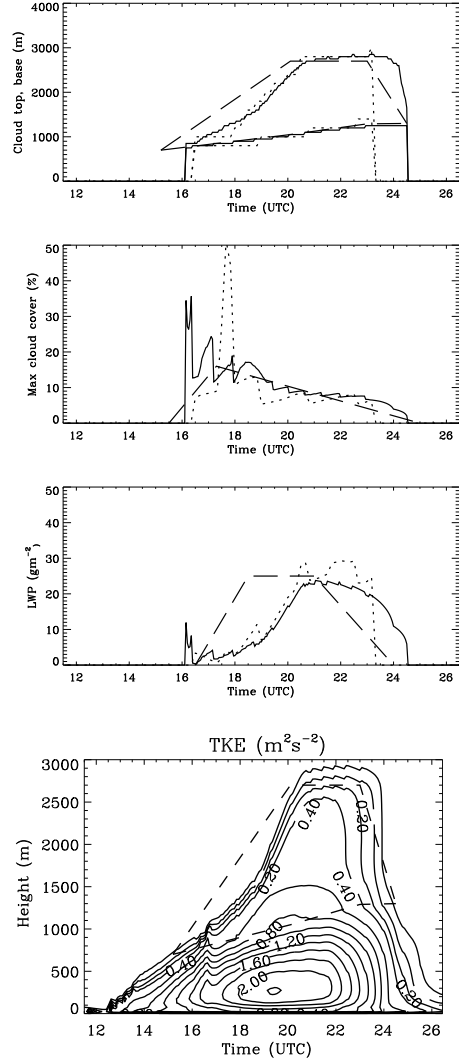 4000
3000
2000
1000
0
Cloud top, base (m)
12 14 16 18 20 22 24 26
Time (UTC)
50
40
30
20
10
0
Max cloud cover (%)
12 14 16 18 20 22 24 26
Time (UTC)
50
40
30
20
10
0
LWP (gm⁻²)
12 14 16 18 20 22 24 26
Time (UTC)
TKE (m²s⁻²)
3000
2500
2000
1500
1000
500
0
Height (m)
0.40
0.20
0.20
0.40
0.80
0.40
1.20
1.60
2.00
0.20
12 14 16 18 20 22 24 26
Time (UTC)